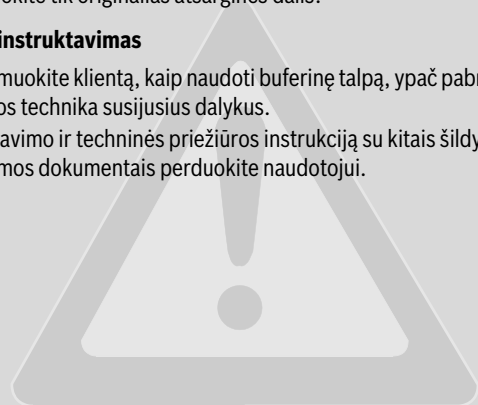 okite tik originalias atsargines dalis!
instruktavimas
muokite klientą, kaip naudoti buferinę talpą, ypač pabr
os technika susijusius dalykus.
avimo ir techninės priežiūros instrukciją su kitais šildy
mos dokumentais perduokite naudotojui.